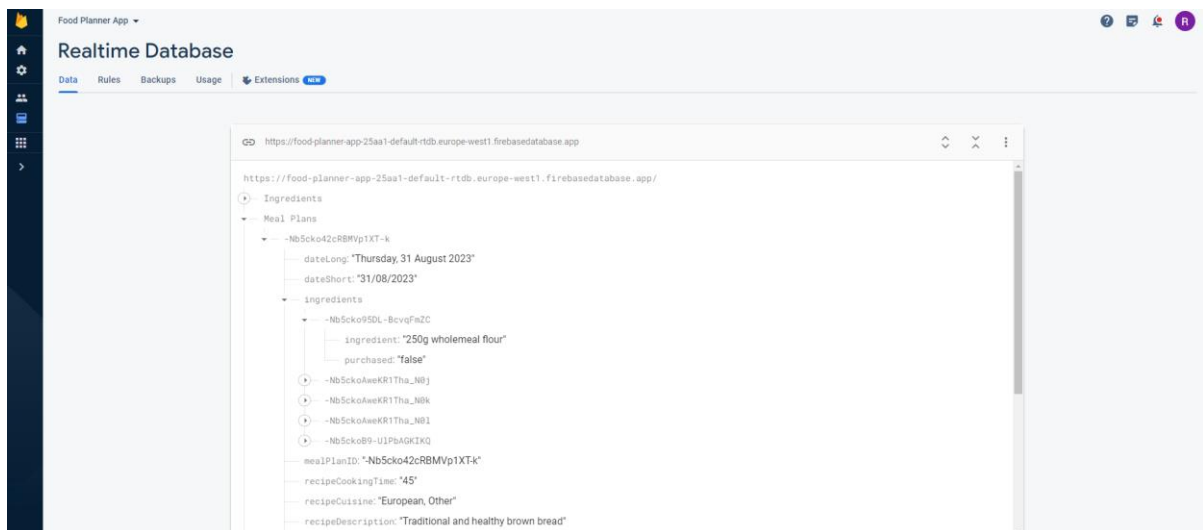 Food Planner App
R
Realtime Database
Data Rules Backups Usage Extensions NEW
https://food-planner-app-25aa1-default-rtdb.europe-west1.firebasedatabase.app
https://food-planner-app-25aa1-default-rtdb.europe-west1.firebasedatabase.app/
Ingredients
Meal Plans
-Nb5cko42cRBMVp1XT-k
dateLong: "Thursday, 31 August 2023"
dateShort: "31/08/2023"
ingredients
-Nb5cko95DL-BcvqFmZC
ingredient: "250g wholemeal flour"
purchased: "false"
-Nb5ckoAweKR1Tha_N0j
-Nb5ckoAweKR1Tha_N0k
-Nb5ckoAweKR1Tha_N0l
-Nb5ckoB9-UlPbAGKIKQ
mealPlanID: "-Nb5cko42cRBMVp1XT-k"
recipeCookingTime: "45"
recipeCuisine: "European, Other"
recipeDescription: "Traditional and healthy brown bread"